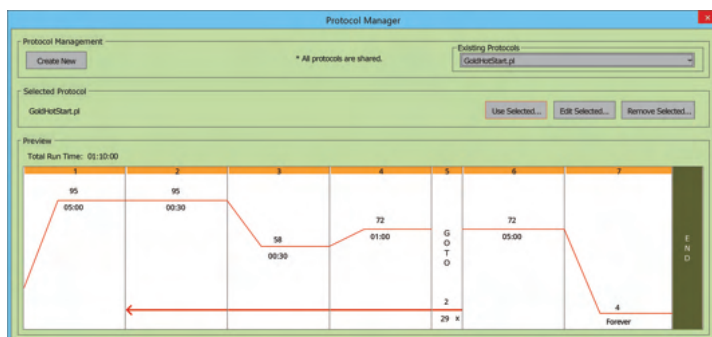 Protocol Manager
x
Protocol Management
Create New
* All protocols are shared.
Existing Protocols
GoldHotStart.pl
Selected Protocol
GoldHotStart.pl
Use Selected...
Edit Selected...
Remove Selected...
Preview
Total Run Time: 01:10:00
1 2 3 4 5 6 7
95
05:00
95
00:30
58
00:30
72
01:00
GOTO
2
29 x
72
05:00
4
Forever
END